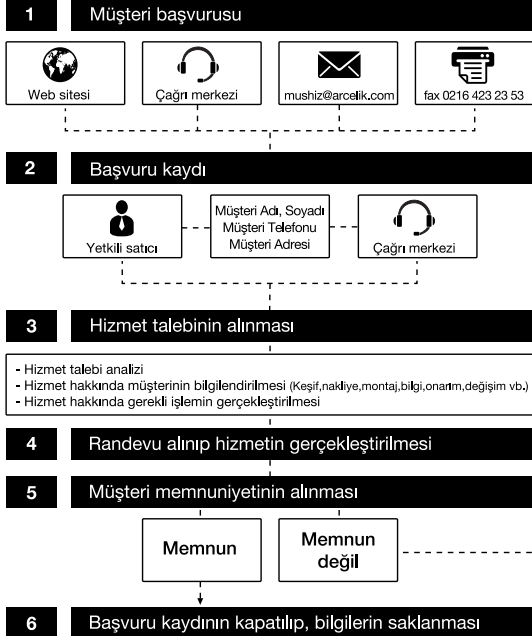 1 Müşteri başvurusu
Web sitesi
Çağrı merkezi
mushiz@arcelik.com
fax 0216 423 23 53
2 Başvuru kaydı
Yetkili satıcı
Müşteri Adı, Soyadı
Müşteri Telefonu
Müşteri Adresi
Çağrı merkezi
3 Hizmet talebinin alınması
- Hizmet talebi analizi
- Hizmet hakkında müşterinin bilgilendirilmesi (Keşif,nakliye,montaj,bilgi,onarım,değişim vb.)
- Hizmet hakkında gerekli işlemin gerçekleştirilmesi
4 Randevu alınıp hizmetin gerçekleştirilmesi
5 Müşteri memnuniyetinin alınması
Memnun
Memnun
değil
6 Başvuru kaydının kapatılıp, bilgilerin saklanması